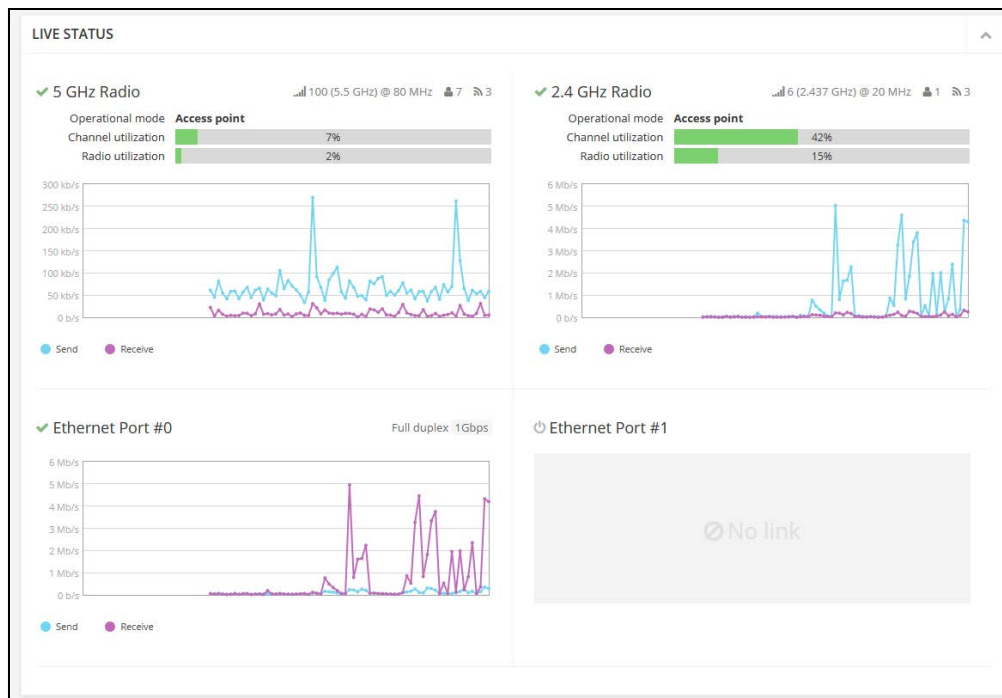 LIVE STATUS
5 GHz Radio 100 (5.5 GHz) @ 80 MHz 7 3
Operational mode Access point
Channel utilization 7%
Radio utilization 2%
300 kb/s
250 kb/s
200 kb/s
150 kb/s
100 kb/s
50 kb/s
0 b/s
Send Receive
2.4 GHz Radio 6 (2.437 GHz) @ 20 MHz 1 3
Operational mode Access point
Channel utilization 42%
Radio utilization 15%
6 Mb/s
5 Mb/s
4 Mb/s
3 Mb/s
2 Mb/s
1 Mb/s
0 b/s
Send Receive
Ethernet Port #0 Full duplex 1Gbps
6 Mb/s
5 Mb/s
4 Mb/s
3 Mb/s
2 Mb/s
1 Mb/s
0 b/s
Send Receive
Ethernet Port #1
No link